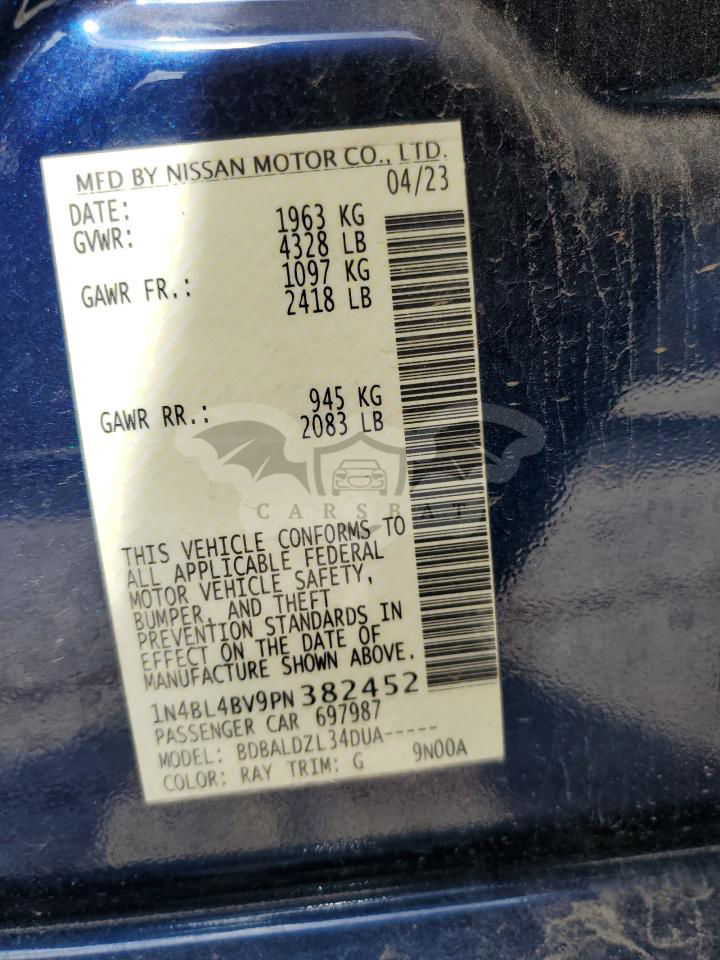 MFD BY NISSAN MOTOR CO., LTD.
DATE: 04/23
GVWR: 1963 KG
4328 LB
GAWR FR.: 1097 KG
2418 LB
GAWR RR.: 945 KG
2083 LB
CARSBAT
THIS VEHICLE CONFORMS TO
ALL APPLICABLE FEDERAL
MOTOR VEHICLE SAFETY,
BUMPER, AND THEFT
PREVENTION STANDARDS IN
EFFECT ON THE DATE OF
MANUFACTURE SHOWN ABOVE.
1N4BL4BV9PN382452
PASSENGER CAR 697987
MODEL: BDBALDZL34DUA-----
COLOR: RAY TRIM: G 9N00A